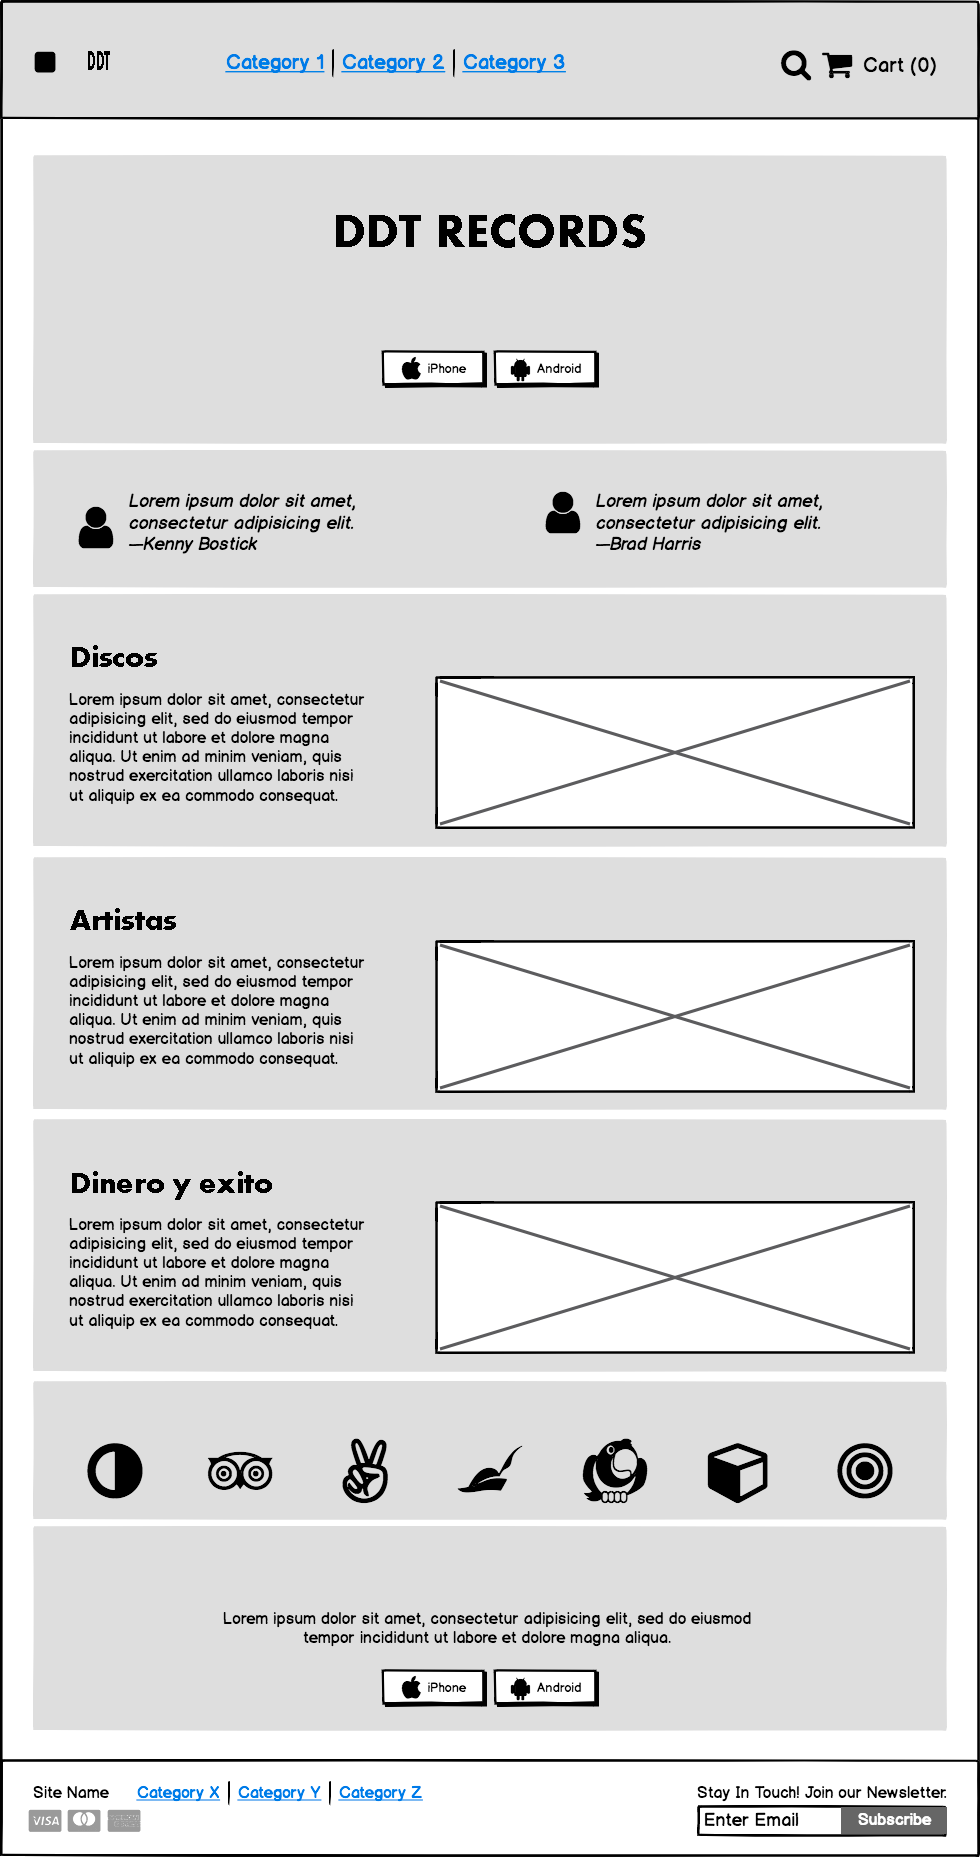 DDT
Category 1 | Category 2 | Category 3
Cart (0)
DDT RECORDS
iPhone
Android
Lorem ipsum dolor sit amet,
consectetur adipisicing elit.
—Kenny Bostick
Lorem ipsum dolor sit amet,
consectetur adipisicing elit.
—Brad Harris
Discos
Lorem ipsum dolor sit amet, consectetur
adipisicing elit, sed do eiusmod tempor
incididunt ut labore et dolore magna
aliqua. Ut enim ad minim veniam, quis
nostrud exercitation ullamco laboris nisi
ut aliquip ex ea commodo consequat.
Artistas
Lorem ipsum dolor sit amet, consectetur
adipisicing elit, sed do eiusmod tempor
incididunt ut labore et dolore magna
aliqua. Ut enim ad minim veniam, quis
nostrud exercitation ullamco laboris nisi
ut aliquip ex ea commodo consequat.
Dinero y exito
Lorem ipsum dolor sit amet, consectetur
adipisicing elit, sed do eiusmod tempor
incididunt ut labore et dolore magna
aliqua. Ut enim ad minim veniam, quis
nostrud exercitation ullamco laboris nisi
ut aliquip ex ea commodo consequat.
Lorem ipsum dolor sit amet, consectetur adipisicing elit, sed do eiusmod
tempor incididunt ut labore et dolore magna aliqua.
iPhone
Android
Site Name
Category X | Category Y | Category Z
VISA
Stay In Touch! Join our Newsletter.
Enter Email
Subscribe